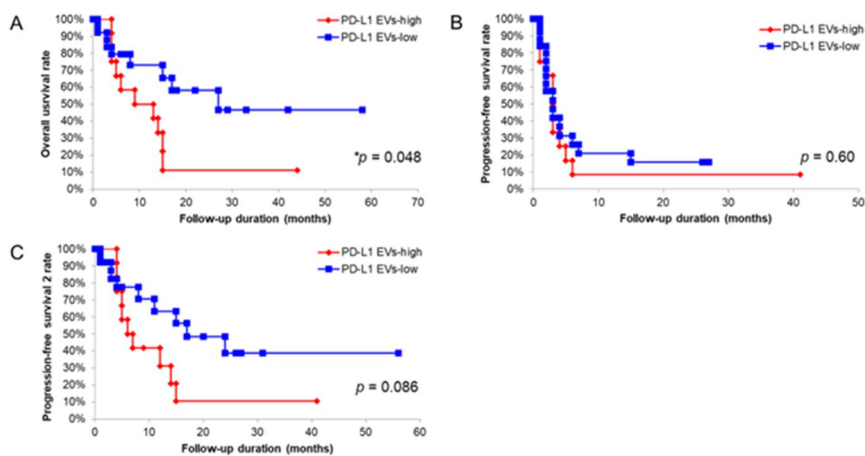 A
PD-L1 EVs-high
PD-L1 EVs-low
Overall usrvival rate
100%
90%
80%
70%
60%
50%
40%
30%
20%
10%
0%
*p = 0.048
0 10 20 30 40 50 60 70
Follow-up duration (months)
B
PD-L1 EVs-high
PD-L1 EVs-low
Progression-free survival rate
100%
90%
80%
70%
60%
50%
40%
30%
20%
10%
0%
p = 0.60
0 10 20 30 40 50
Follow-up duration (months)
C
PD-L1 EVs-high
PD-L1 EVs-low
Progression-free survival 2 rate
100%
90%
80%
70%
60%
50%
40%
30%
20%
10%
0%
p = 0.086
0 10 20 30 40 50 60
Follow-up duration (months)